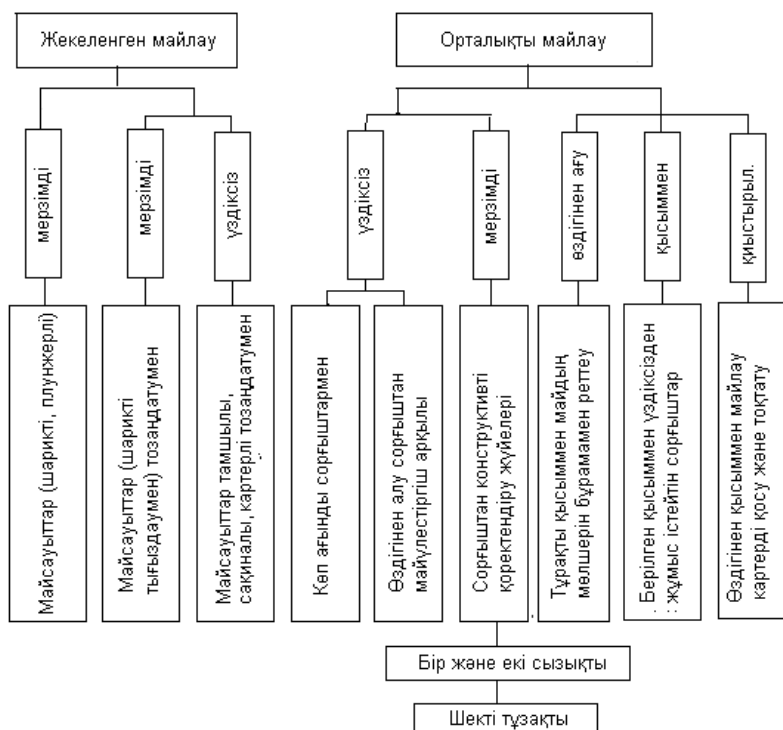 Жекеленген майлау
Орталықты майлау
мерзімді
мерзімді
үздіксіз
үздіксіз
мерзімді
өздігінен ағу
қысыммен
қиыстырыл.
Майсауыттар (шарикті, плунжерлі)
Майсауыттар (шарикті
тығыздаумен) тозаңдатумен
Майсауыттар тамшылы,
сақиналы, картерлі тозаңдатумен
Көп ағынды сорғыштармен
Өздігінен алу сорғыштан
майүлестіргіш арқылы
Сорғыштан конструктивті
қоректендіру жүйелері
Тұрақты қысыммен майдың
мөлшерін бұрамамен реттеу
Берілген қысыммен үздіксізден
жұмыс істейтін сорғыштар
Өздігінен қысыммен майлау
картерді қосу және тоқтату
Бір және екі сызықты
Шекті тұзақты